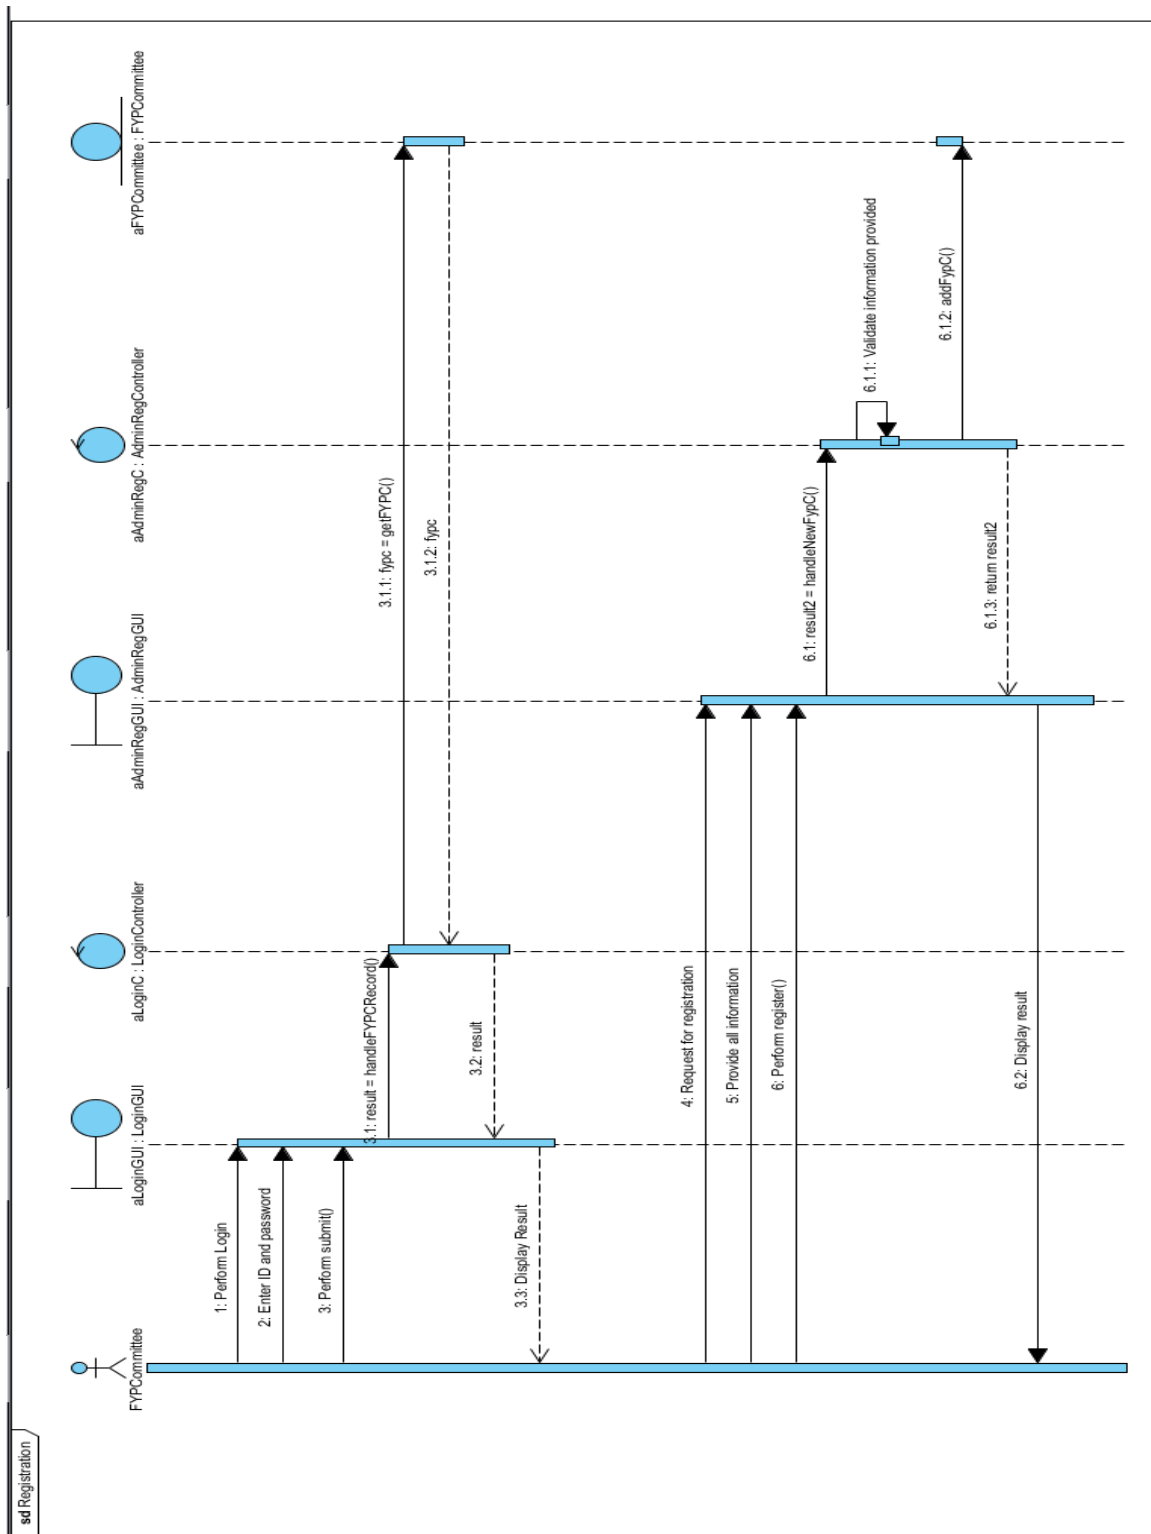 sd Registration
FYPCommittee
aLoginGUI : LoginGUI
aLoginC : LoginController
aAdminRegGUI : AdminRegGUI
aAdminRegC : AdminRegController
aFYPCommittee : FYPCommittee
1: Perform Login
2: Enter ID and password
3: Perform submit()
3.1: result = handleFYPCRecord()
3.1.1: fypc = getFYPC()
3.1.2: fypc
3.2: result
3.3: Display Result
4: Request for registration
5: Provide all information
6: Perform register()
6.1: result2 = handleNewFypC()
6.1.1: Validate information provided
6.1.2: addFypC()
6.1.3: return result2
6.2: Display result